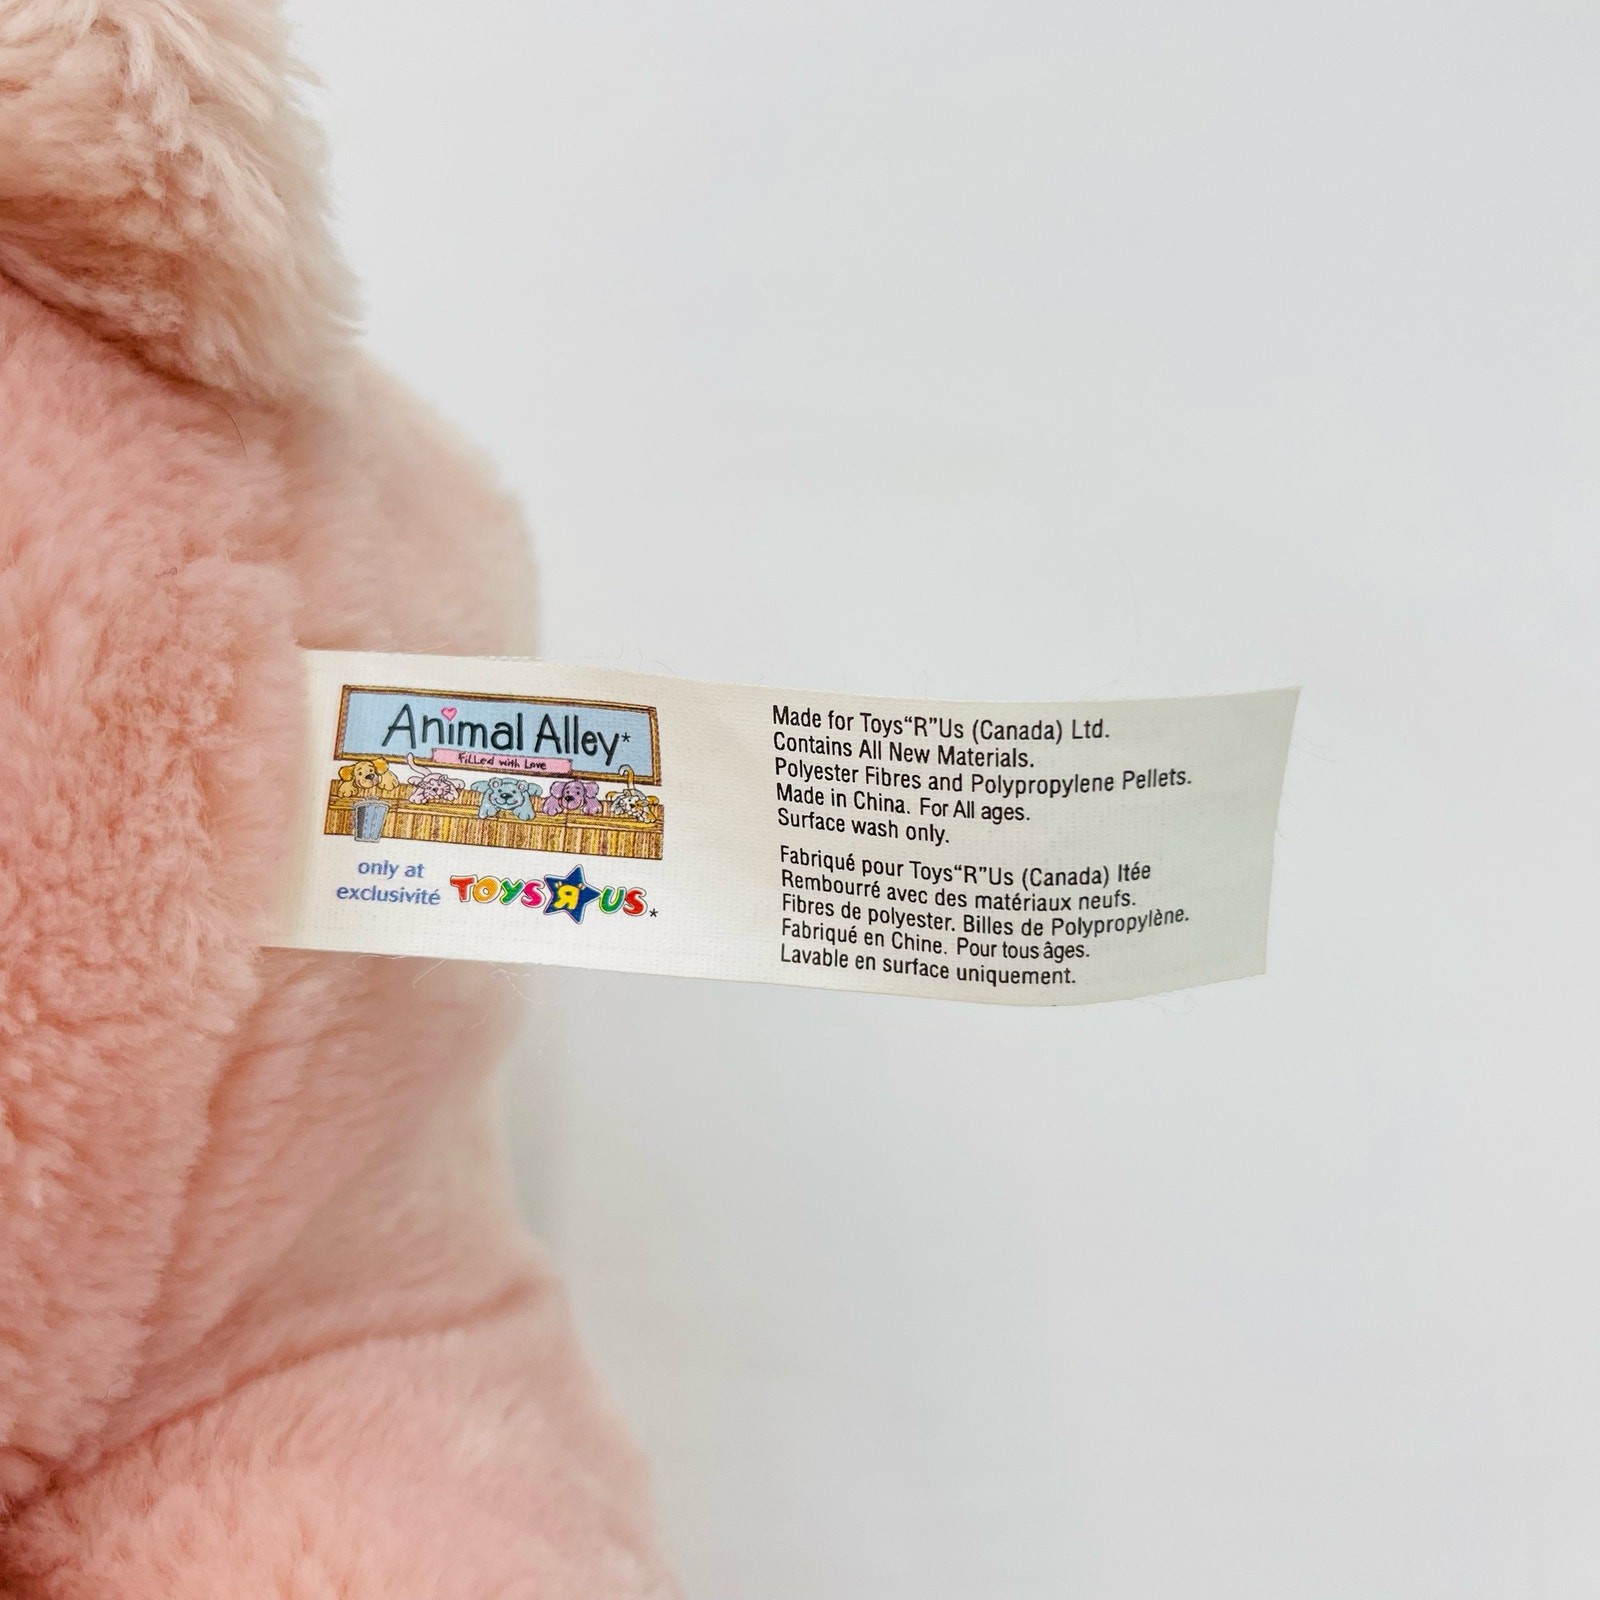 Animal Alley*
Filled with Love
only at
exclusivité
TOYS"R"US*
Made for Toys“R”Us (Canada) Ltd.
Contains All New Materials.
Polyester Fibres and Polypropylene Pellets.
Made in China. For All ages.
Surface wash only.
Fabriqué pour Toys“R”Us (Canada) ltée
Rembourré avec des matériaux neufs.
Fibres de polyester. Billes de Polypropylène.
Fabriqué en Chine. Pour tous âges.
Lavable en surface uniquement.